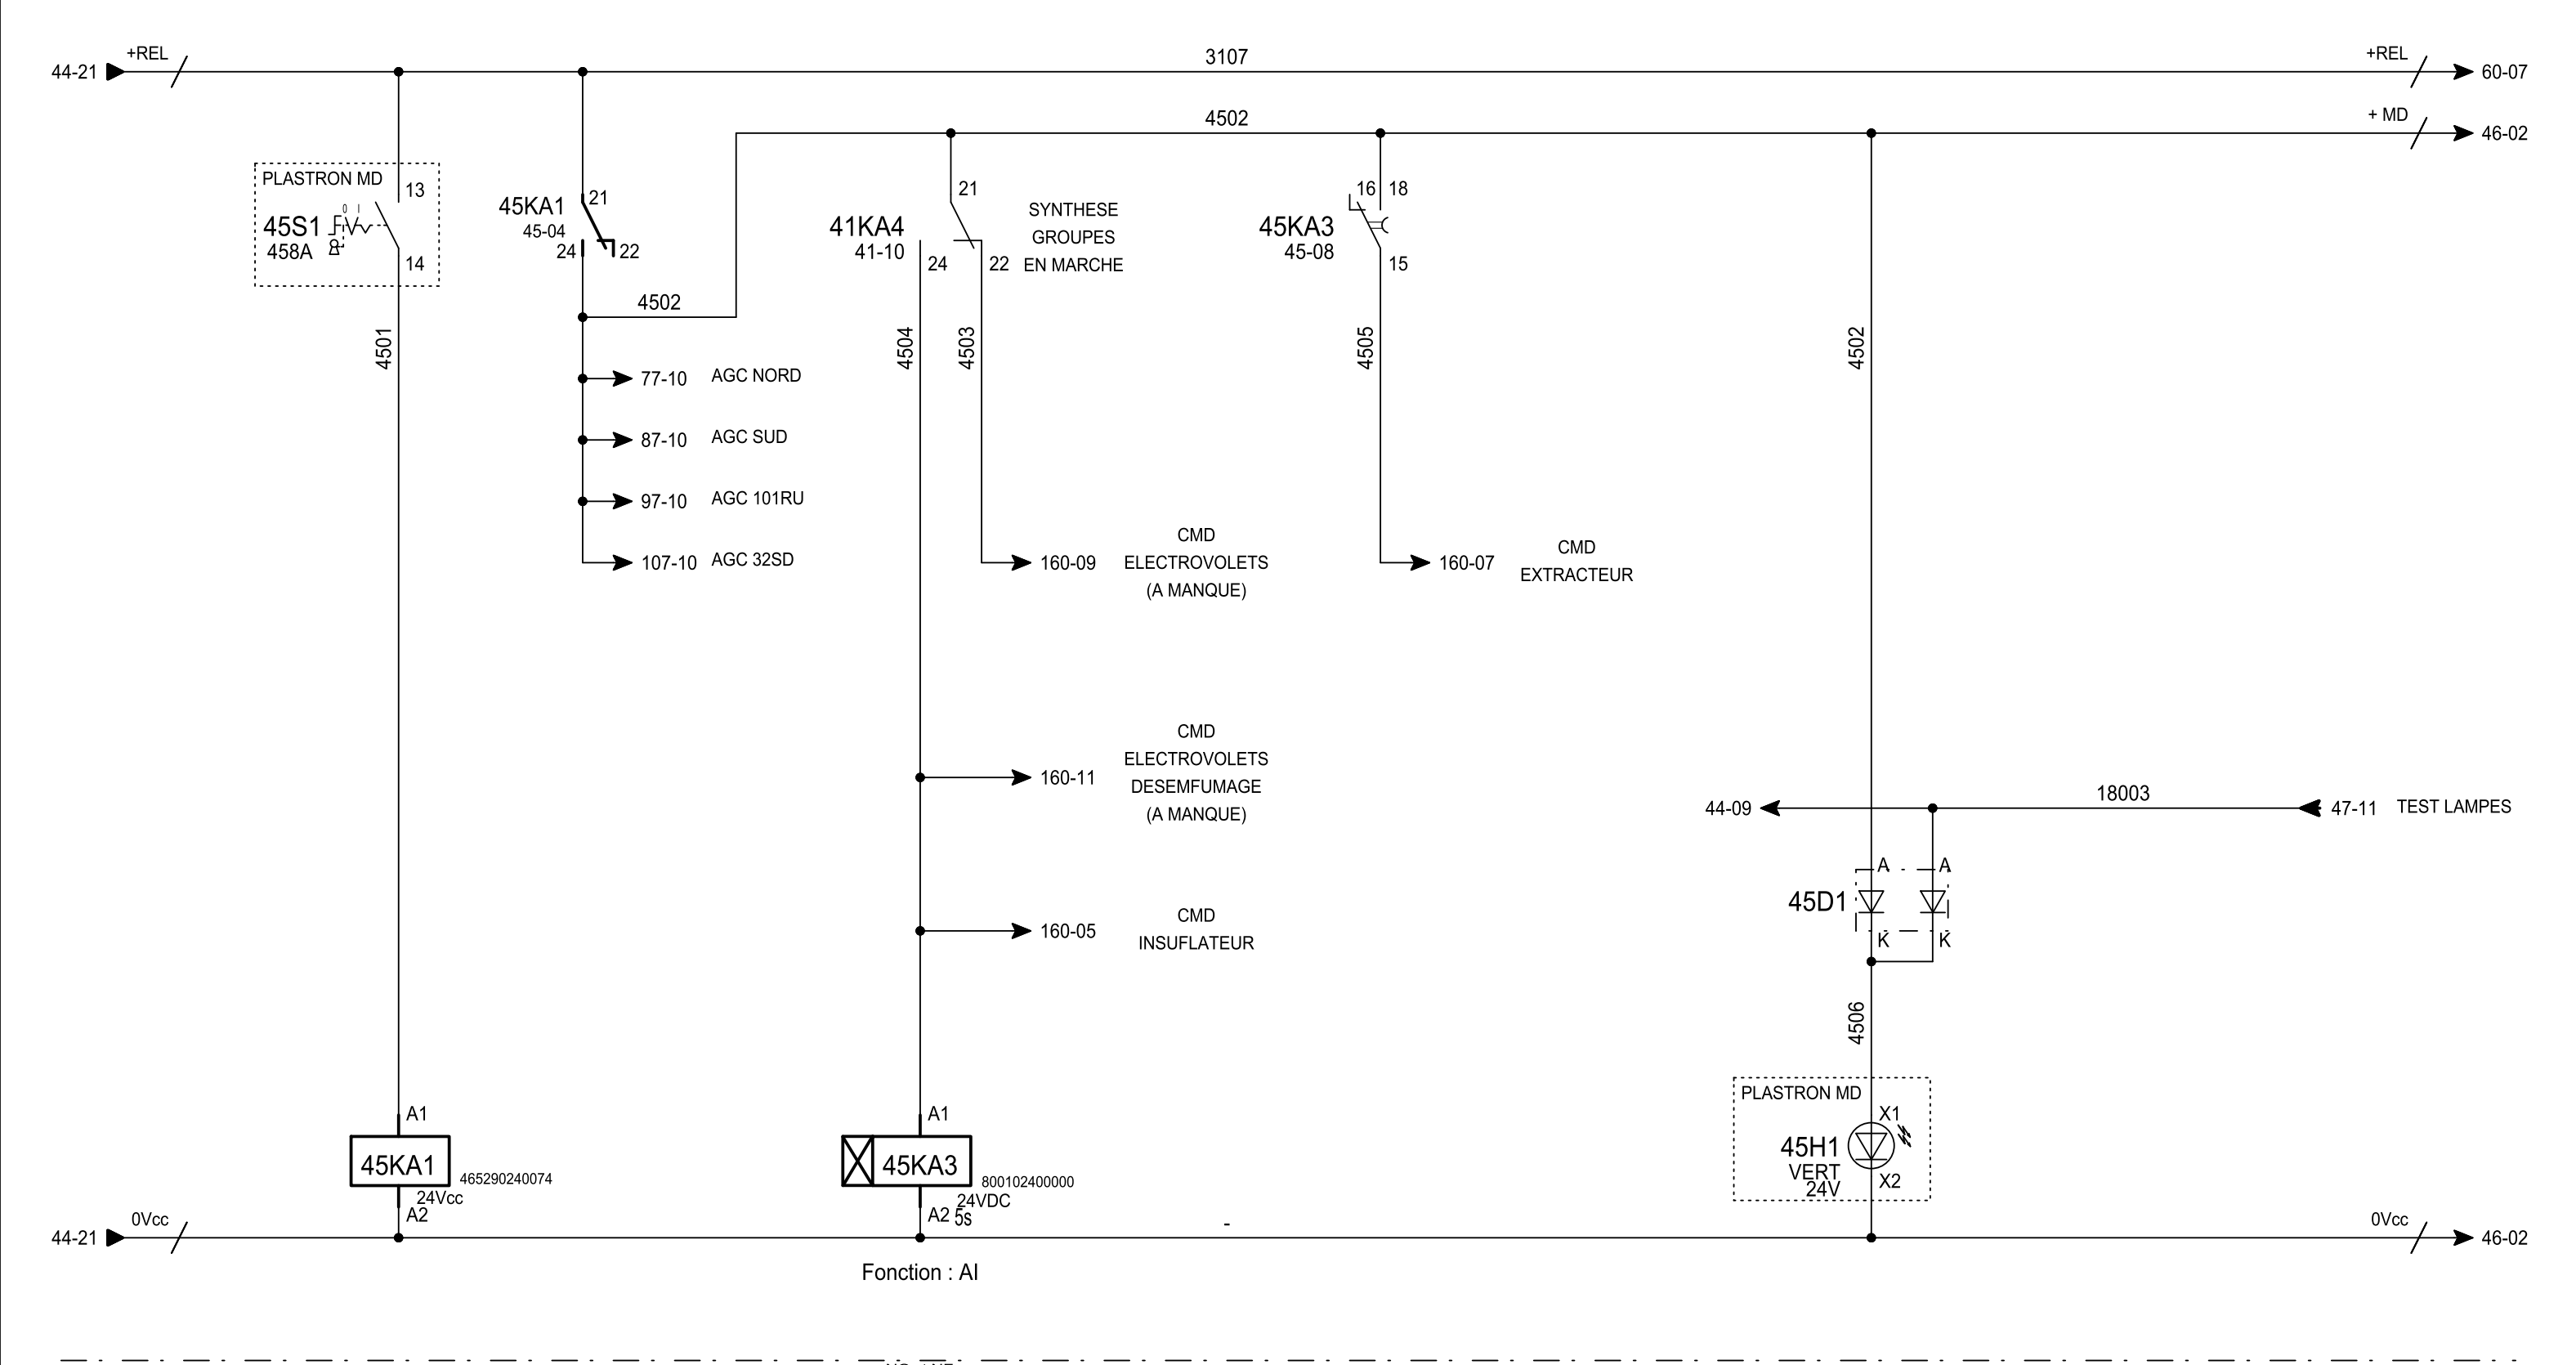 +REL
3107
+REL
44-21
60-07
4502
+ MD
46-02
PLASTRON MD
13
45S1
0 I
458A
14
45KA1
21
45-04
24
22
41KA4
21
41-10
24
22
SYNTHESE
GROUPES
EN MARCHE
45KA3
16
18
45-08
15
4502
4501
4504
4503
4505
4502
77-10 AGC NORD
87-10 AGC SUD
97-10 AGC 101RU
107-10 AGC 32SD
160-09
CMD
ELECTROVOLETS
(A MANQUE)
160-07
CMD
EXTRACTEUR
160-11
CMD
ELECTROVOLETS
DESEMFUMAGE
(A MANQUE)
160-05
CMD
INSUFLATEUR
44-09
18003
47-11 TEST LAMPES
A
A
45D1
K
K
4506
PLASTRON MD
X1
45H1
VERT
24V
X2
A1
45KA1
465290240074
24Vcc
A2
A1
45KA3
800102400000
24VDC
A2 5s
0Vcc
-
0Vcc
44-21
46-02
Fonction : AI